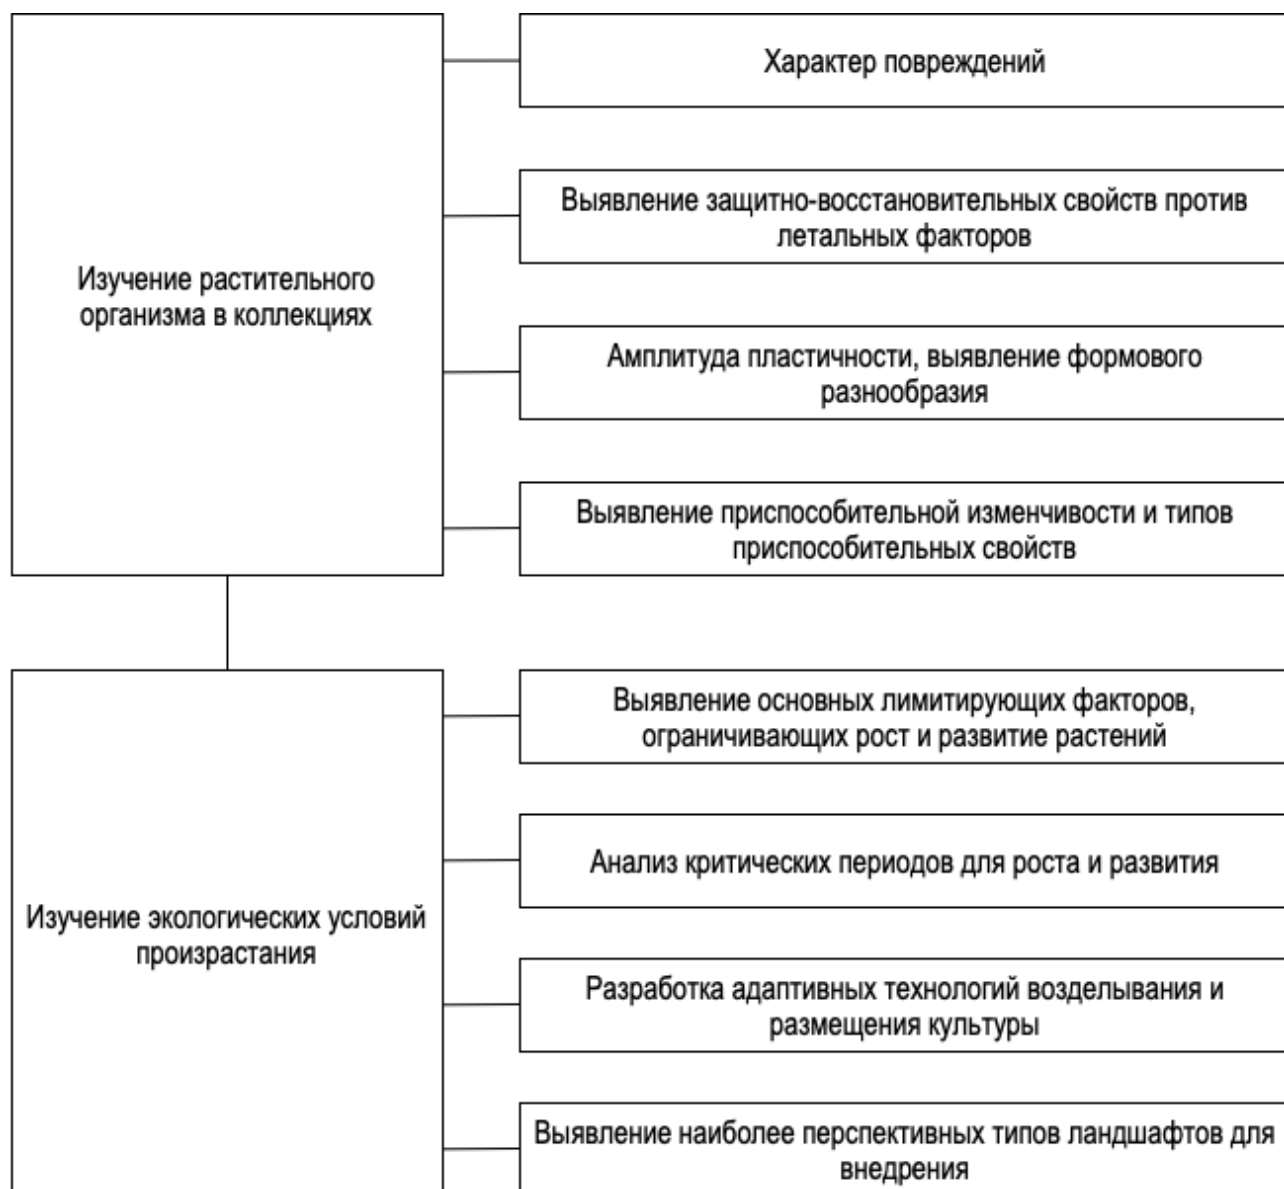 Характер повреждений
Выявление защитно-восстановительных свойств против
летальных факторов
Изучение растительного
организма в коллекциях
Амплитуда пластичности, выявление формового
разнообразия
Выявление приспособительной изменчивости и типов
приспособительных свойств
Выявление основных лимитирующих факторов,
ограничивающих рост и развитие растений
Анализ критических периодов для роста и развития
Изучение экологических условий
произрастания
Разработка адаптивных технологий возделывания и
размещения культуры
Выявление наиболее перспективных типов ландшафтов для
внедрения